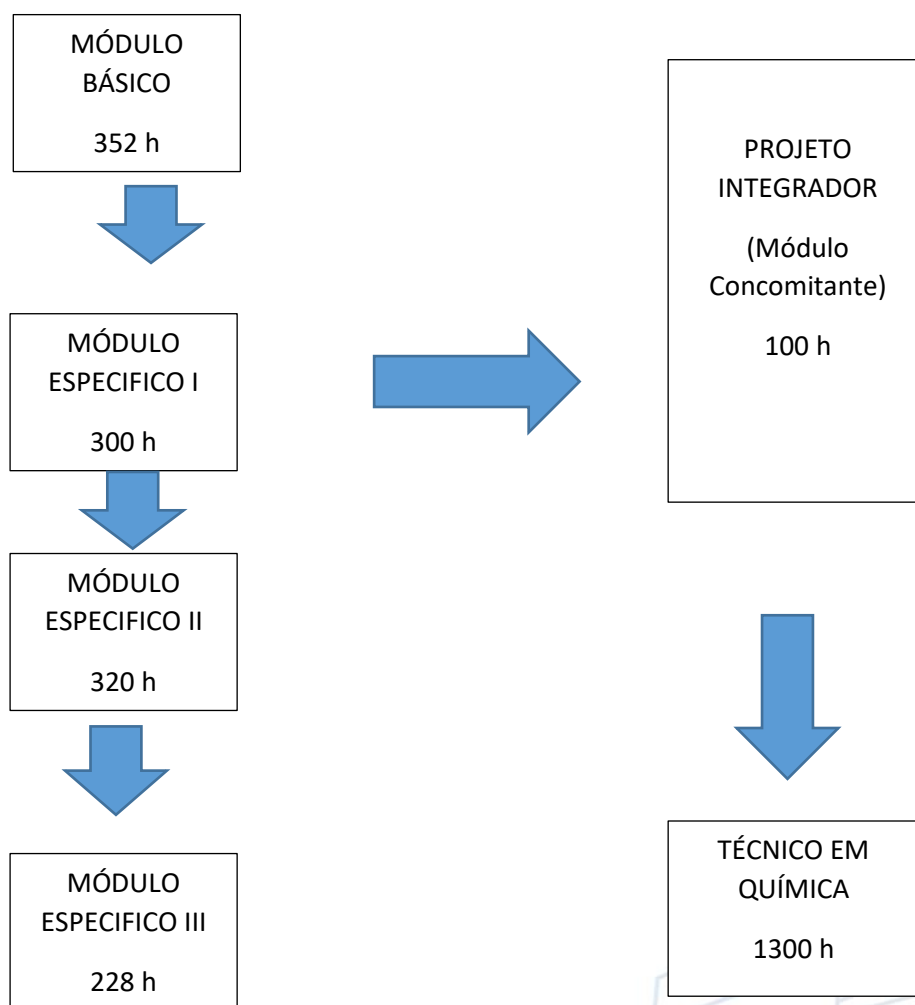 MÓDULO
BÁSICO
352 h
MÓDULO
ESPECIFICO I
300 h
MÓDULO
ESPECIFICO II
320 h
MÓDULO
ESPECIFICO III
228 h
PROJETO
INTEGRADOR
(Módulo
Concomitante)
100 h
TÉCNICO EM
QUÍMICA
1300 h